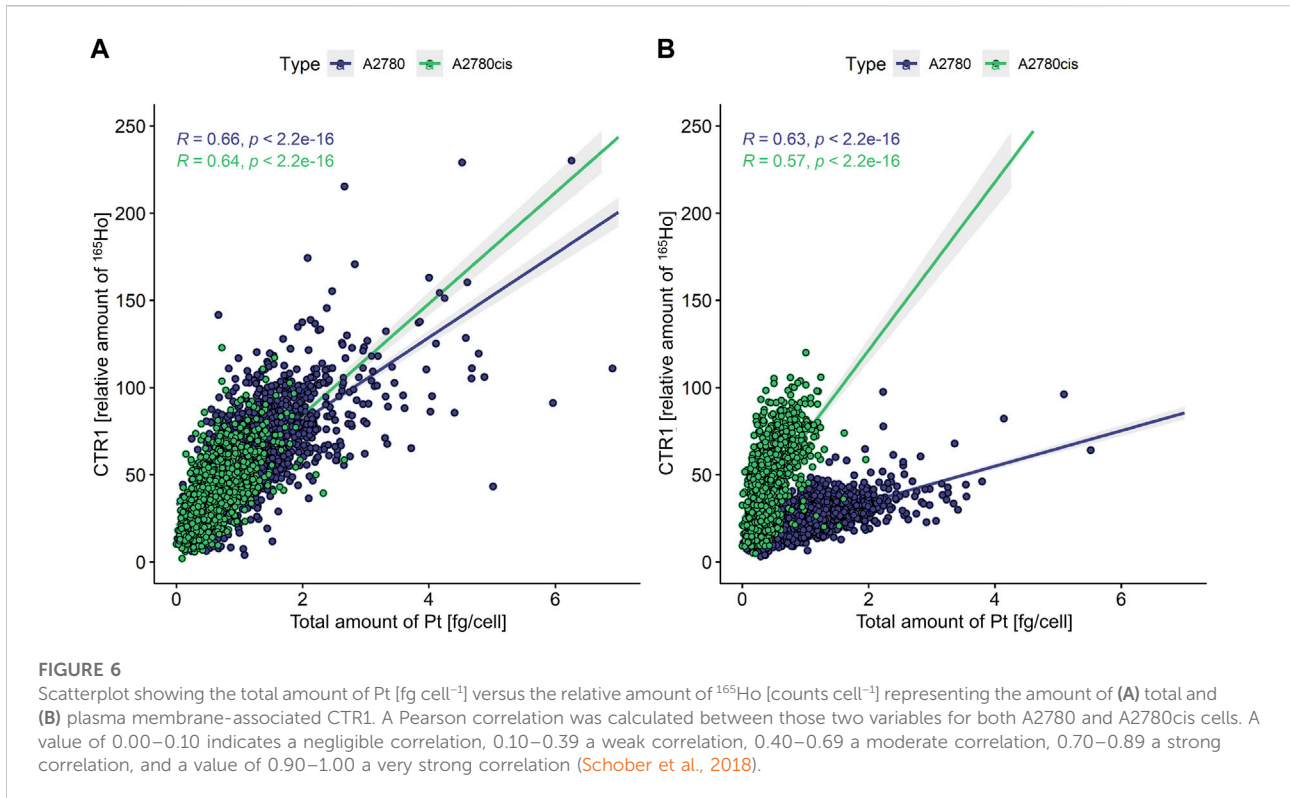 A
Type a A2780 a A2780cis
R = 0.66, p < 2.2e-16
R = 0.64, p < 2.2e-16
CTR1 [relative amount of ¹⁶⁵Ho]
250
200
150
100
50
0
0 2 4 6
Total amount of Pt [fg/cell]
B
Type a A2780 a A2780cis
R = 0.63, p < 2.2e-16
R = 0.57, p < 2.2e-16
CTR1 [relative amount of ¹⁶⁵Ho]
250
200
150
100
50
0
0 2 4 6
Total amount of Pt [fg/cell]
FIGURE 6
Scatterplot showing the total amount of Pt [fg cell⁻¹] versus the relative amount of ¹⁶⁵Ho [counts cell⁻¹] representing the amount of (A) total and
(B) plasma membrane-associated CTR1. A Pearson correlation was calculated between those two variables for both A2780 and A2780cis cells. A
value of 0.00–0.10 indicates a negligible correlation, 0.10–0.39 a weak correlation, 0.40–0.69 a moderate correlation, 0.70–0.89 a strong
correlation, and a value of 0.90–1.00 a very strong correlation (Schober et al., 2018).